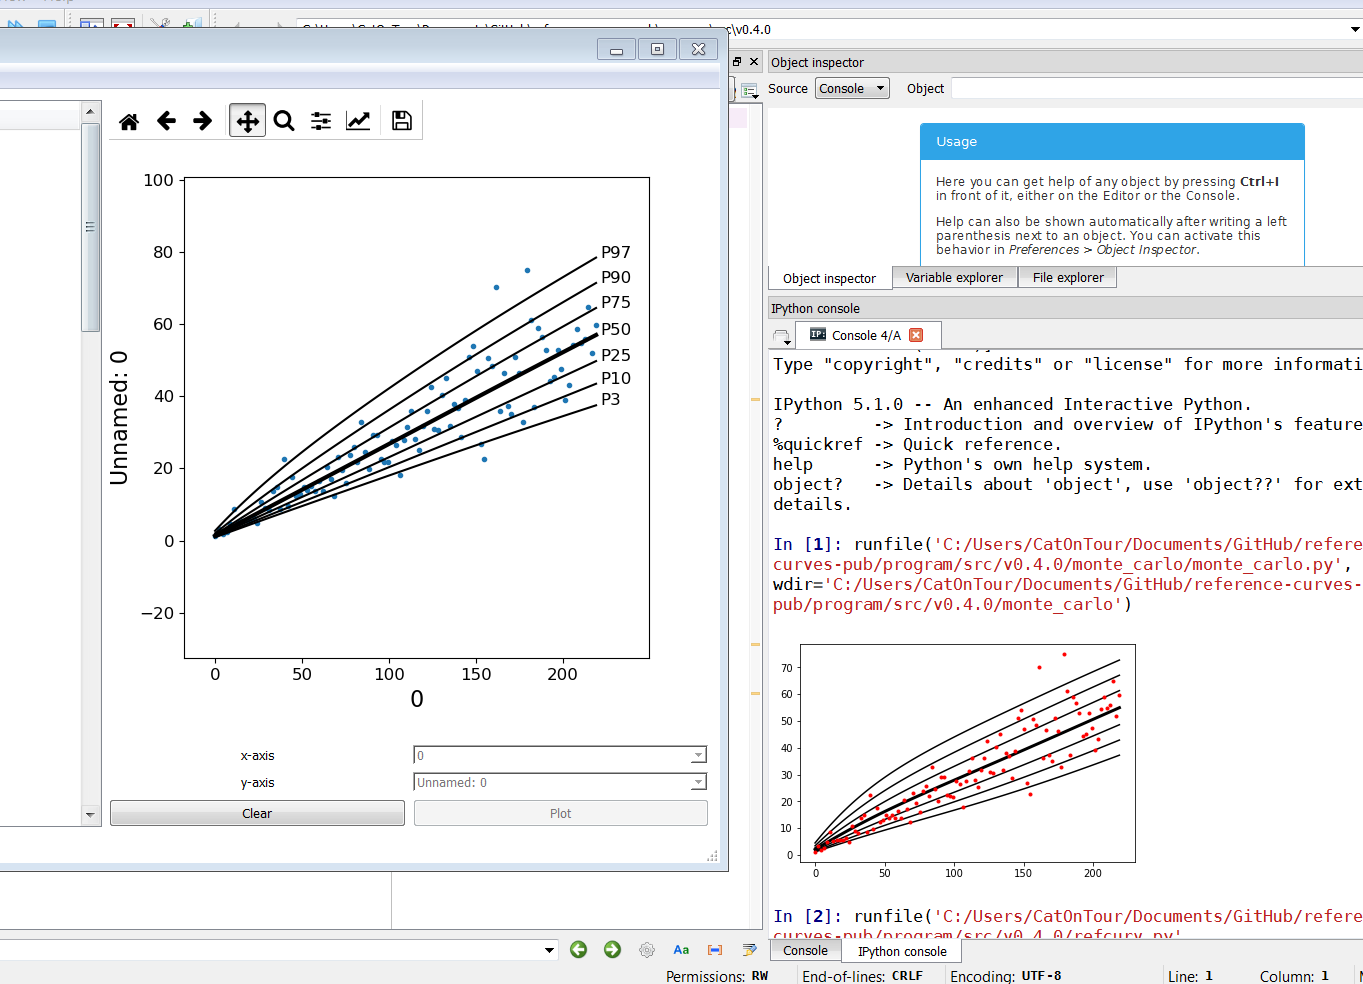 \v0.4.0
100
80
60
40
20
0
−20
0
50
100
150
200
0
Unnamed: 0
P97
P90
P75
P50
P25
P10
P3
x-axis
0
y-axis
Unnamed: 0
Clear
Plot
Object inspector
Source
Console
Object
Usage
Here you can get help of any object by pressing Ctrl+I
in front of it, either on the Editor or the Console.
Help can also be shown automatically after writing a left
parenthesis next to an object. You can activate this
behavior in Preferences > Object Inspector.
Object inspector
Variable explorer
File explorer
IPython console
IP:
Console 4/A
Type "copyright", "credits" or "license" for more informati
IPython 5.1.0 -- An enhanced Interactive Python.
? -> Introduction and overview of IPython's feature
%quickref -> Quick reference.
help -> Python's own help system.
object? -> Details about 'object', use 'object??' for ext
details.
In [1]: runfile('C:/Users/CatOnTour/Documents/GitHub/refere
curves-pub/program/src/v0.4.0/monte_carlo/monte_carlo.py',
wdir='C:/Users/CatOnTour/Documents/GitHub/reference-curves-
pub/program/src/v0.4.0/monte_carlo')
70
60
50
40
30
20
10
0
0
50
100
150
200
In [2]: runfile('C:/Users/CatOnTour/Documents/GitHub/refere
curves-pub/program/src/v0.4.0/refcurv.py',
Console
IPython console
Aa
Permissions: RW
End-of-lines: CRLF
Encoding: UTF-8
Line: 1
Column: 1